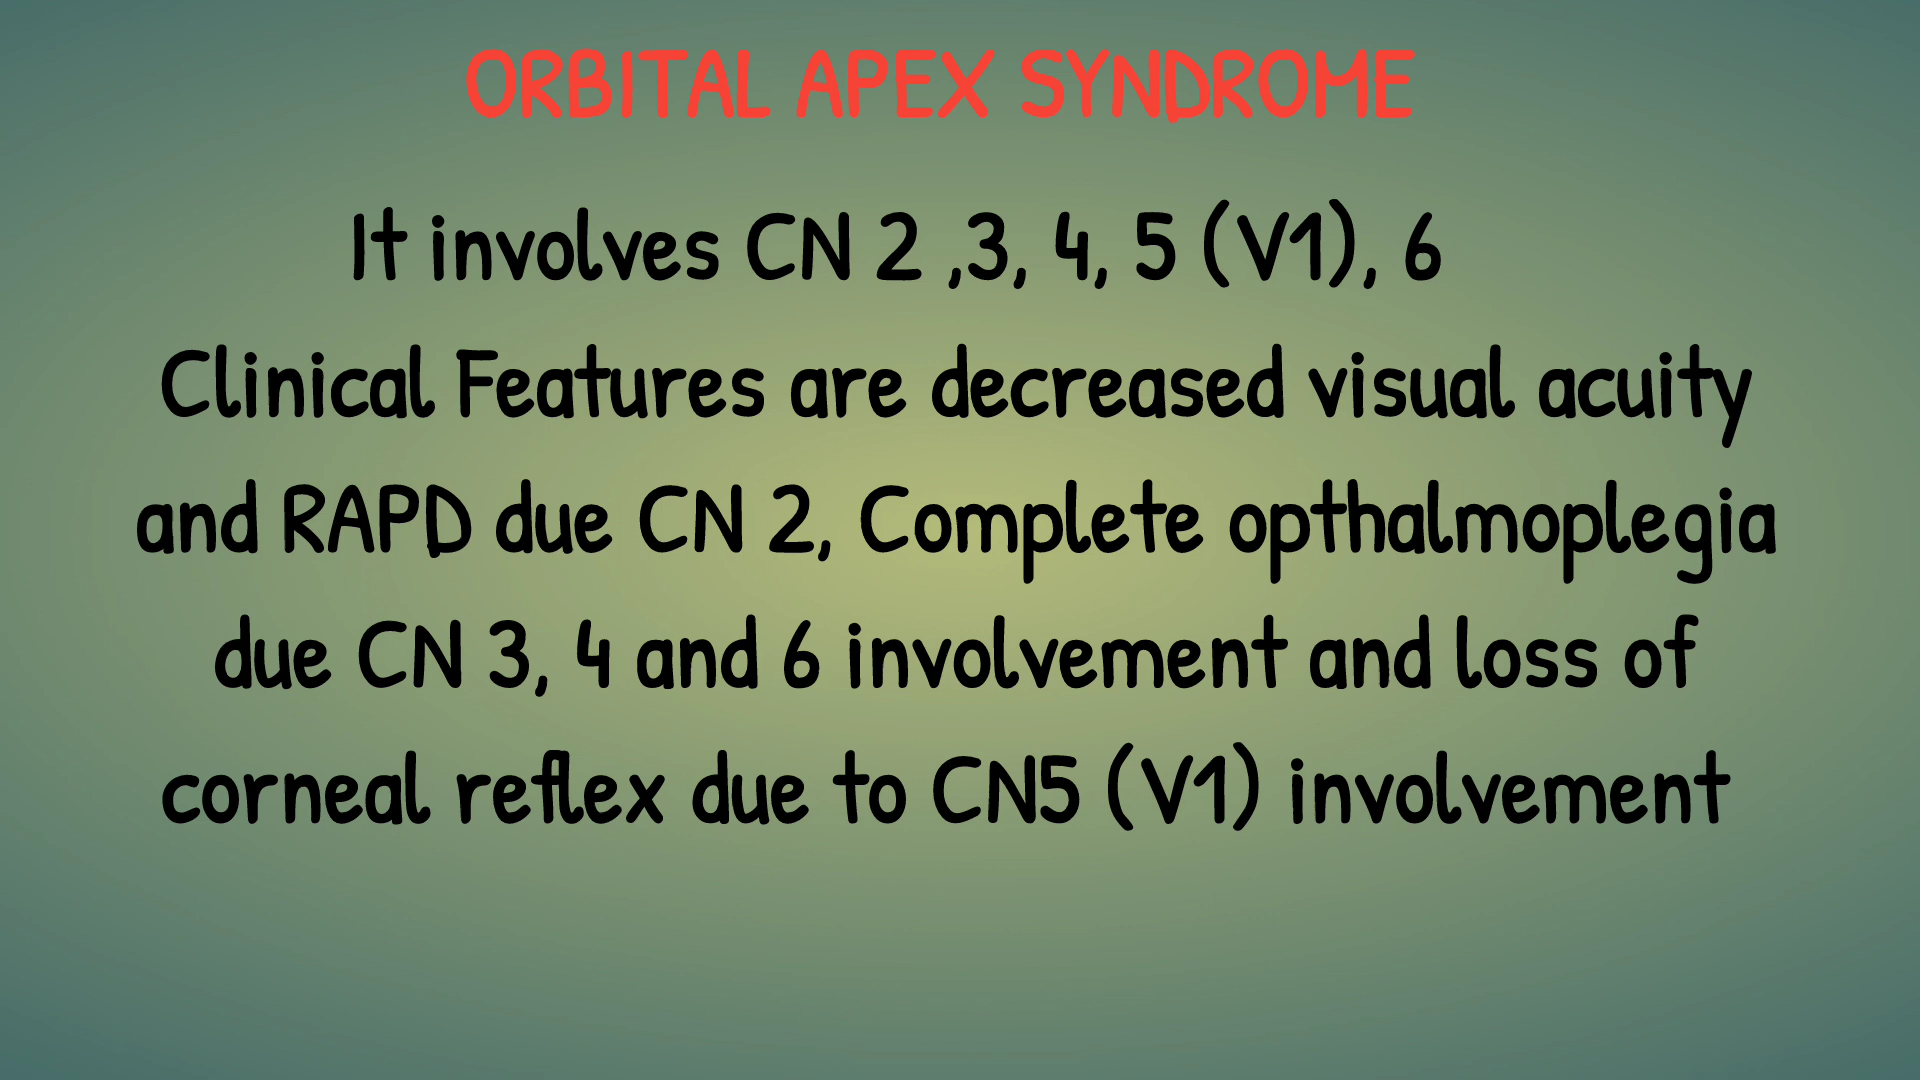 ORBITAL APEX SYNDROME
It involves CN 2 ,3, 4, 5 (V1), 6
Clinical Features are decreased visual acuity
and RAPD due CN 2, Complete opthalmoplegia
due CN 3, 4 and 6 involvement and loss of
corneal reflex due to CN5 (V1) involvement